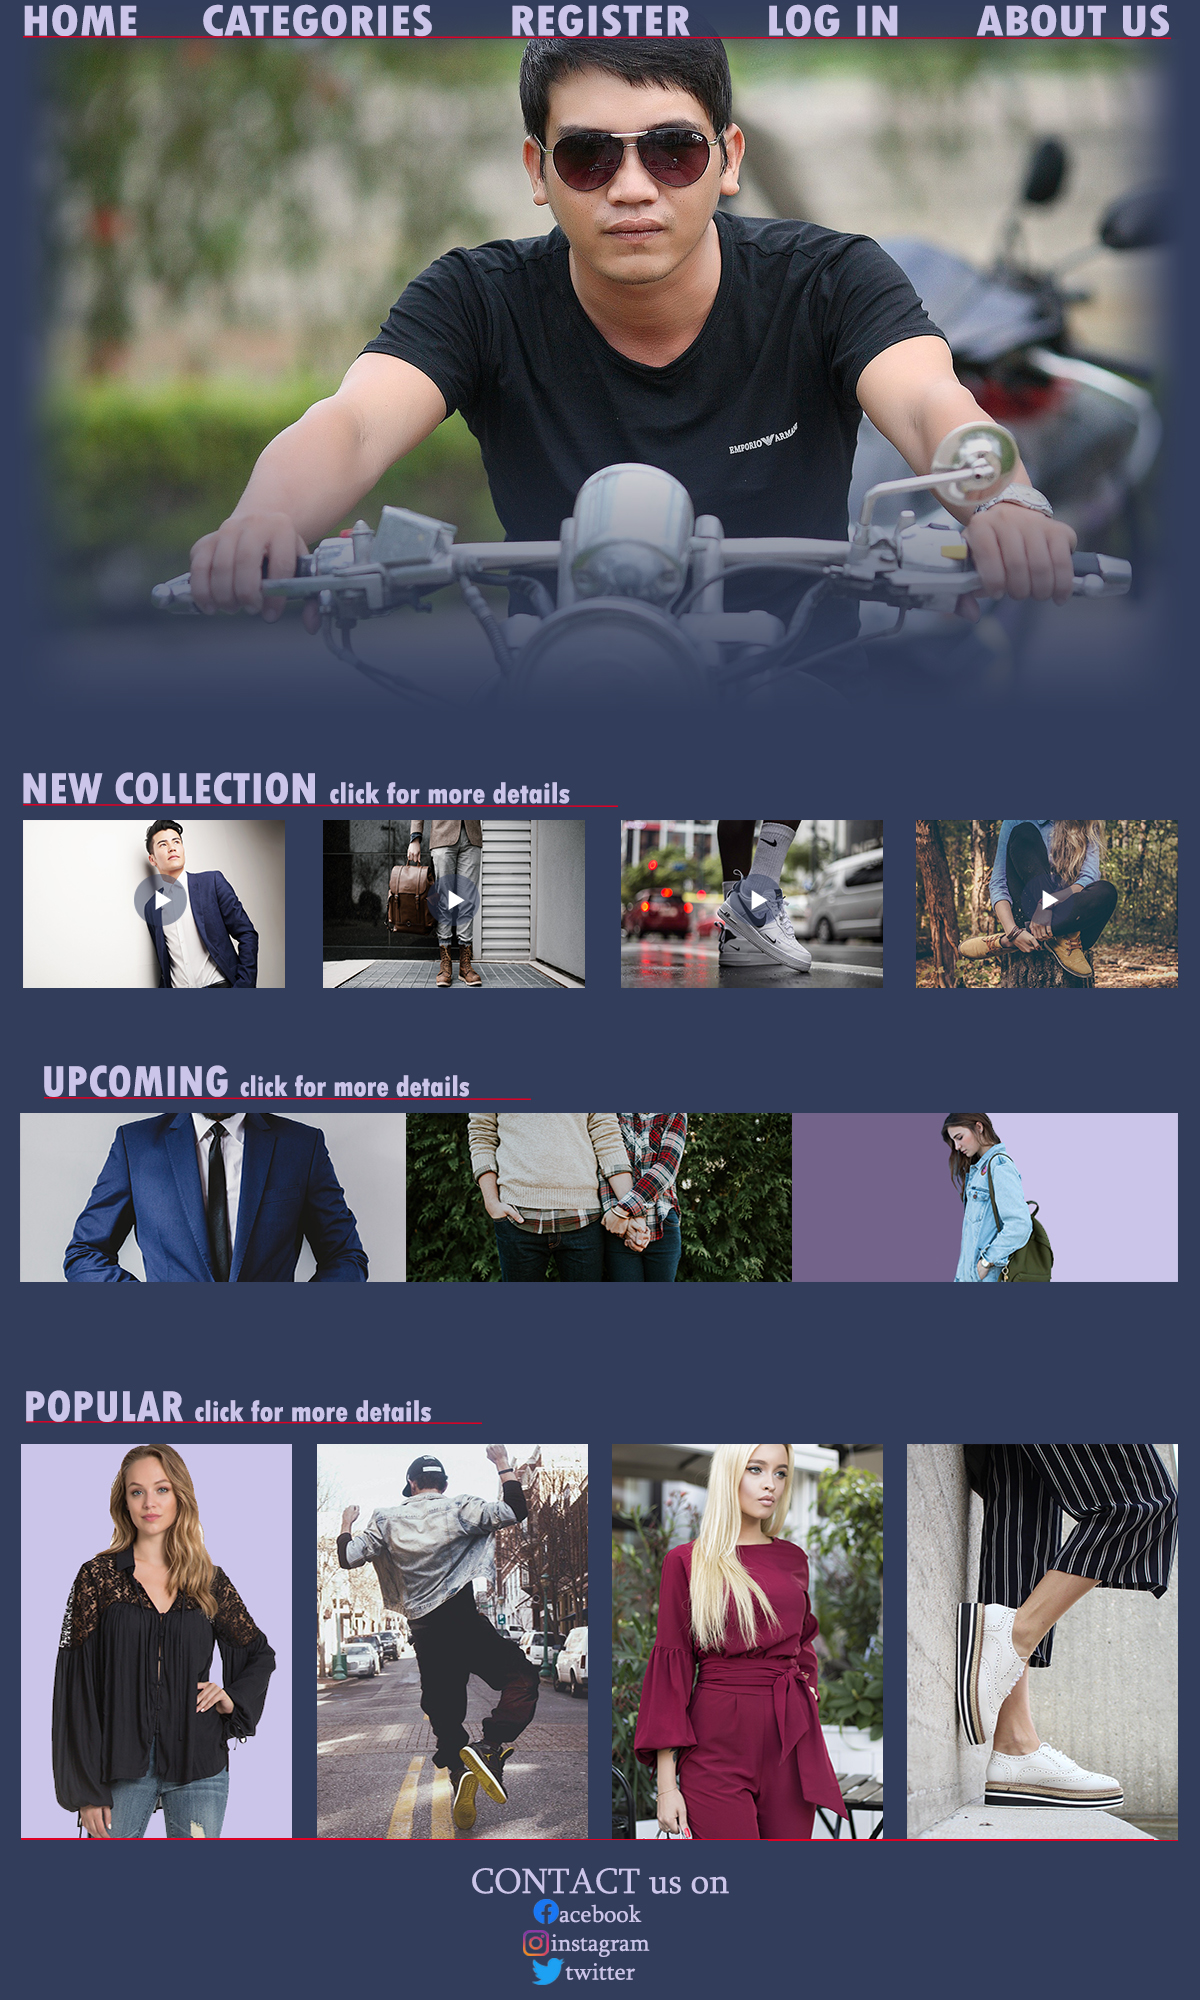 HOME CATEGORIES REGISTER LOG IN ABOUT US
EMPORIO ARMANI
NEW COLLECTION click for more details
UPCOMING click for more details
POPULAR click for more details
CONTACT us on
facebook
instagram
twitter